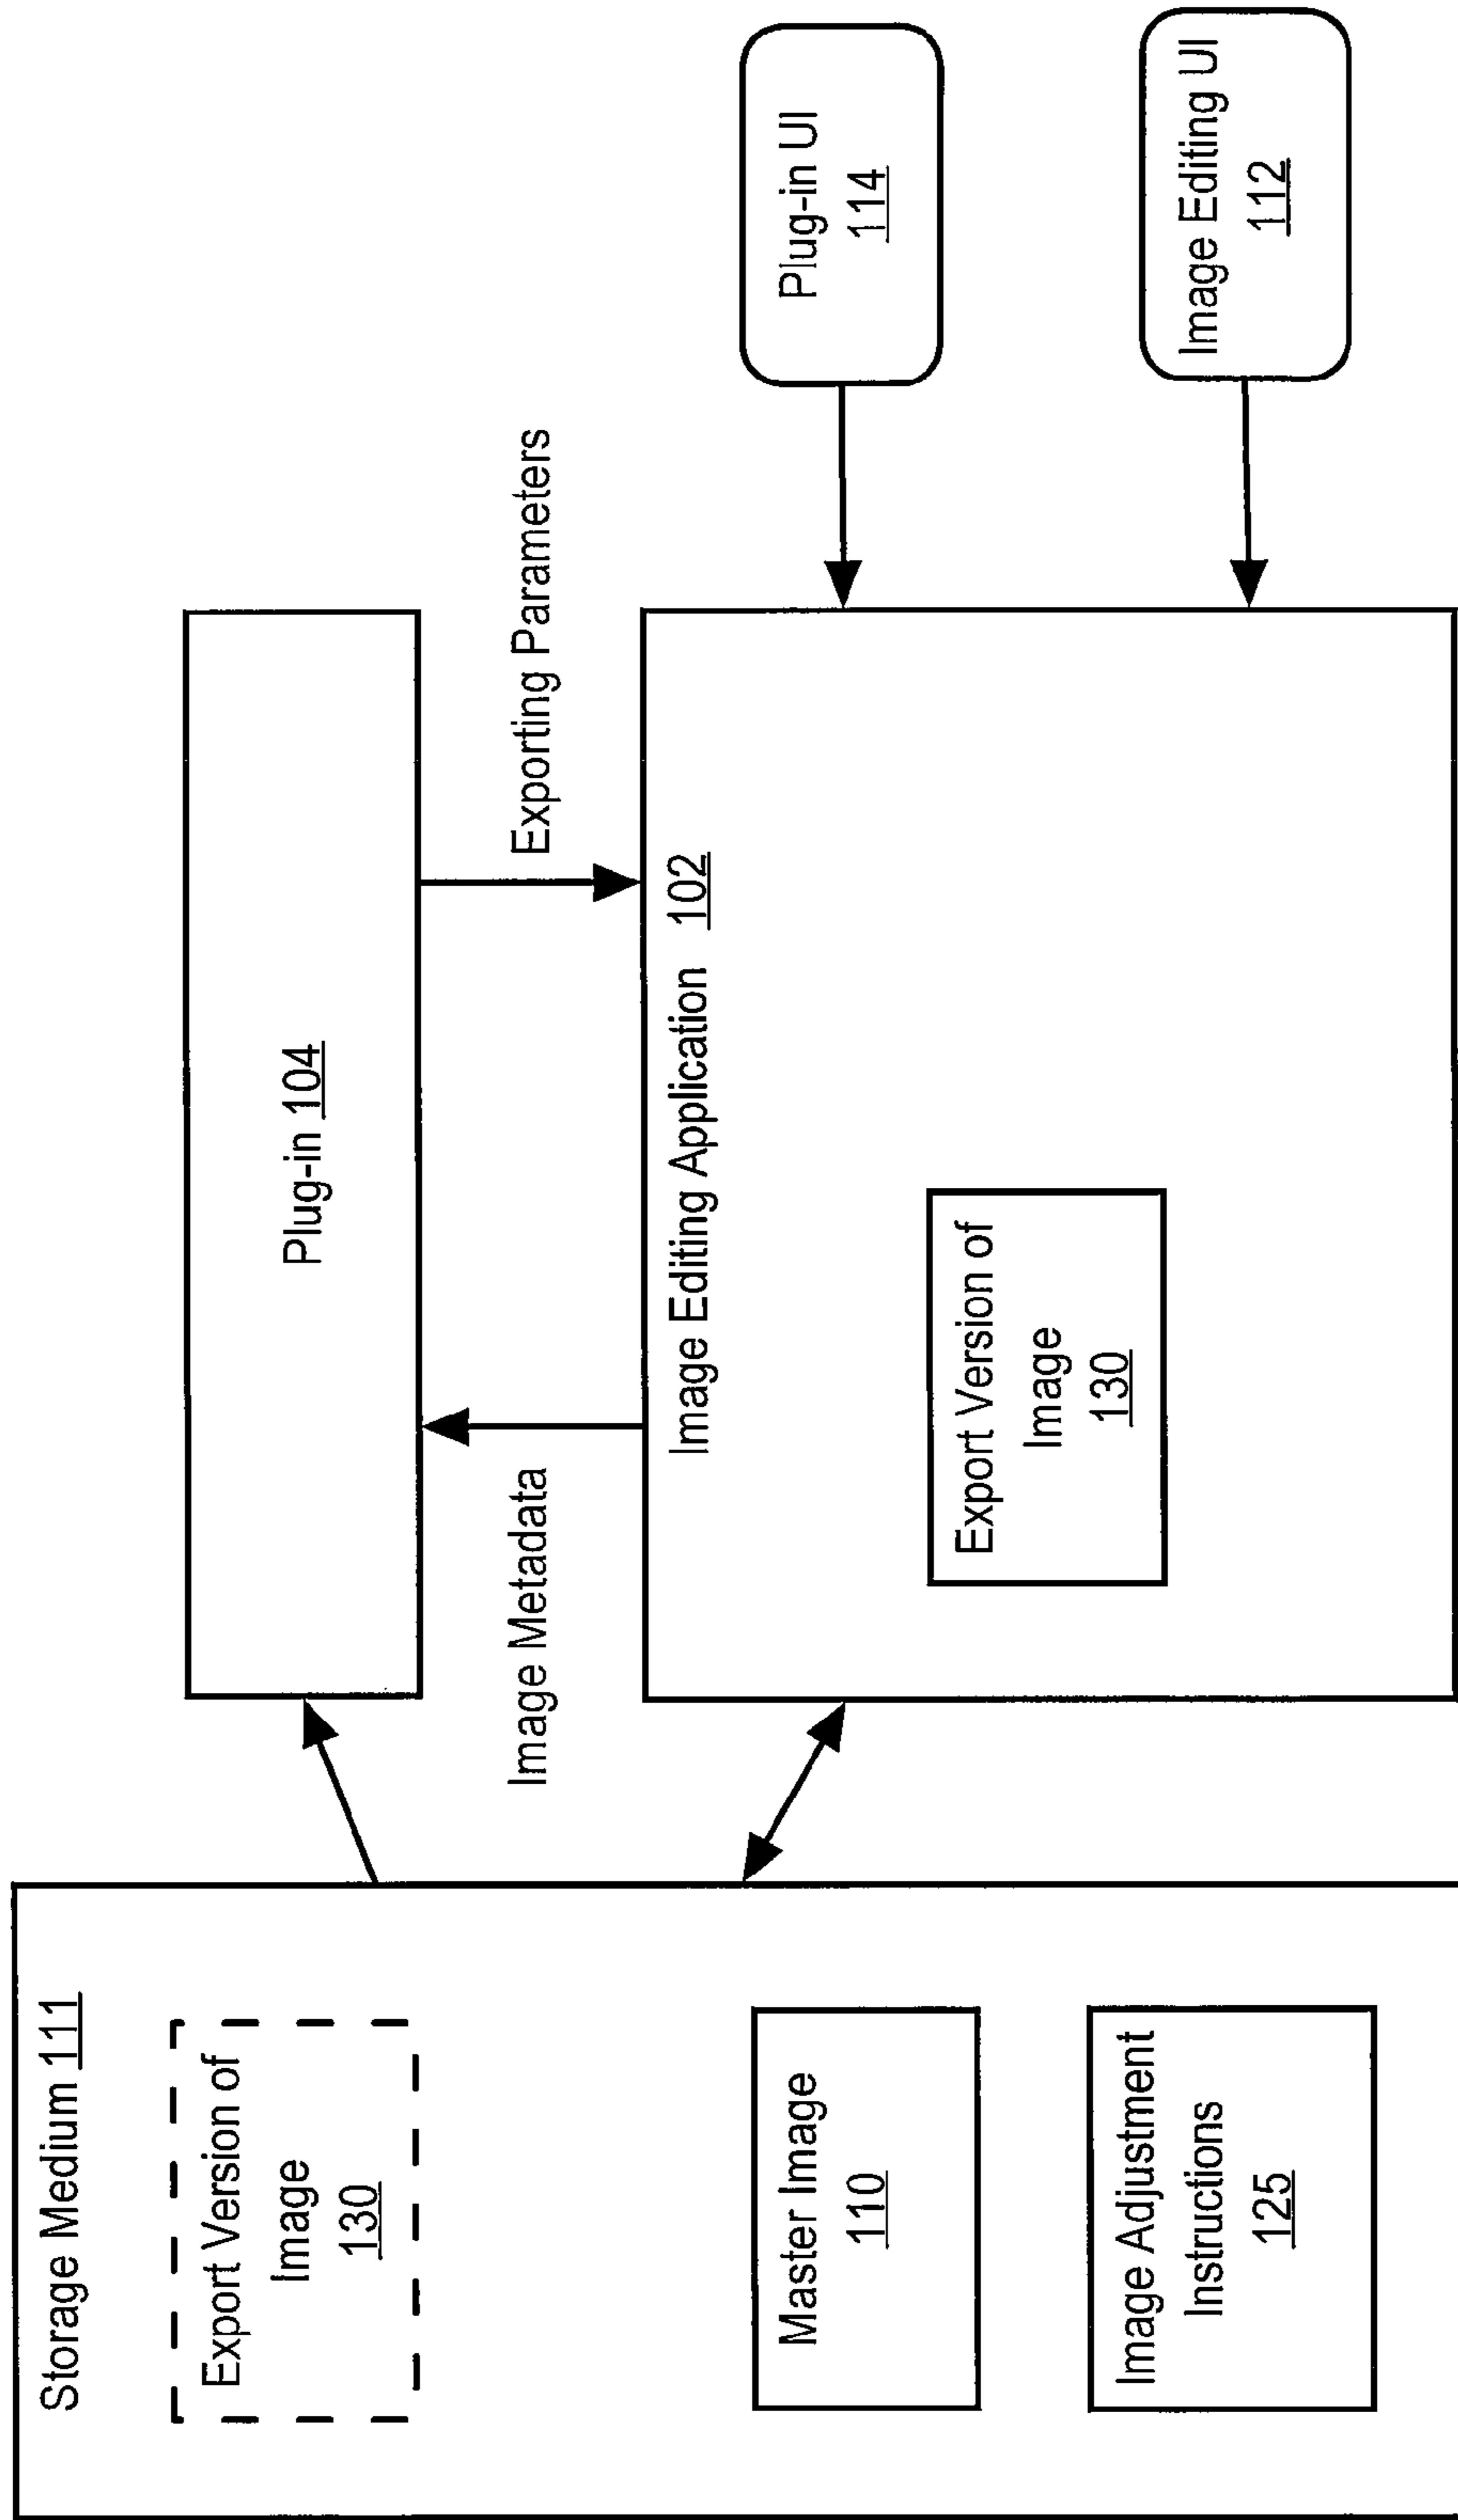 Storage Medium 111
Export Version of
Image
130
Master Image
110
Image Adjustment
Instructions
125
Plug-in 104
Image Metadata
Exporting Parameters
Image Editing Application 102
Export Version of
Image
130
Plug-in UI
114
Image Editing UI
112